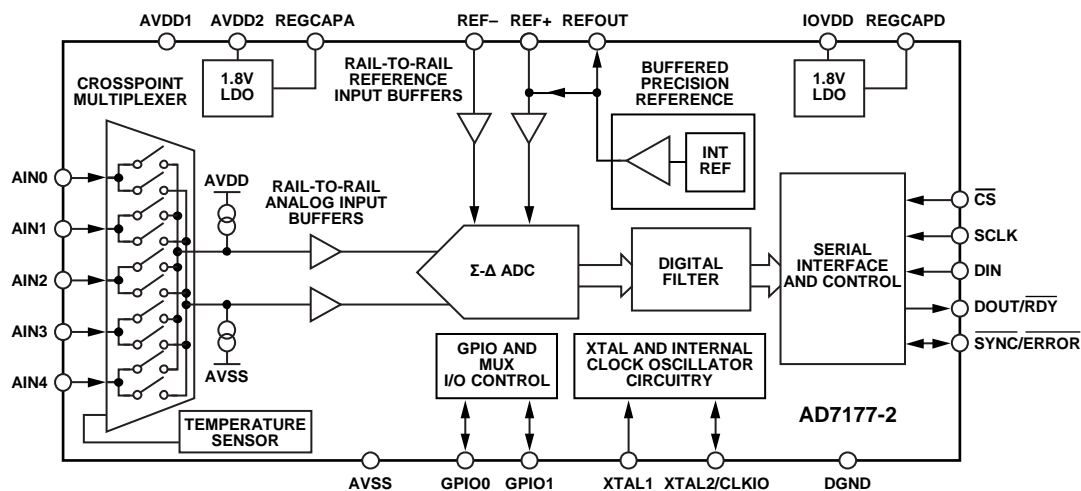 AVDD1 AVDD2 REGCAPA REF– REF+ REFOUT IOVDD REGCAPD
CROSSPOINT
MULTIPLEXER
1.8V
LDO
RAIL-TO-RAIL
REFERENCE
INPUT BUFFERS
BUFFERED
PRECISION
REFERENCE
INT
REF
1.8V
LDO
AIN0
AIN1
AIN2
AIN3
AIN4
AVDD
RAIL-TO-RAIL
ANALOG INPUT
BUFFERS
AVSS
Σ-Δ ADC
DIGITAL
FILTER
SERIAL
INTERFACE
AND CONTROL
CS
SCLK
DIN
DOUT/RDY
SYNC/ERROR
GPIO AND
MUX
I/O CONTROL
XTAL AND INTERNAL
CLOCK OSCILLATOR
CIRCUITRY
TEMPERATURE
SENSOR
AD7177-2
AVSS GPIO0 GPIO1 XTAL1 XTAL2/CLKIO DGND